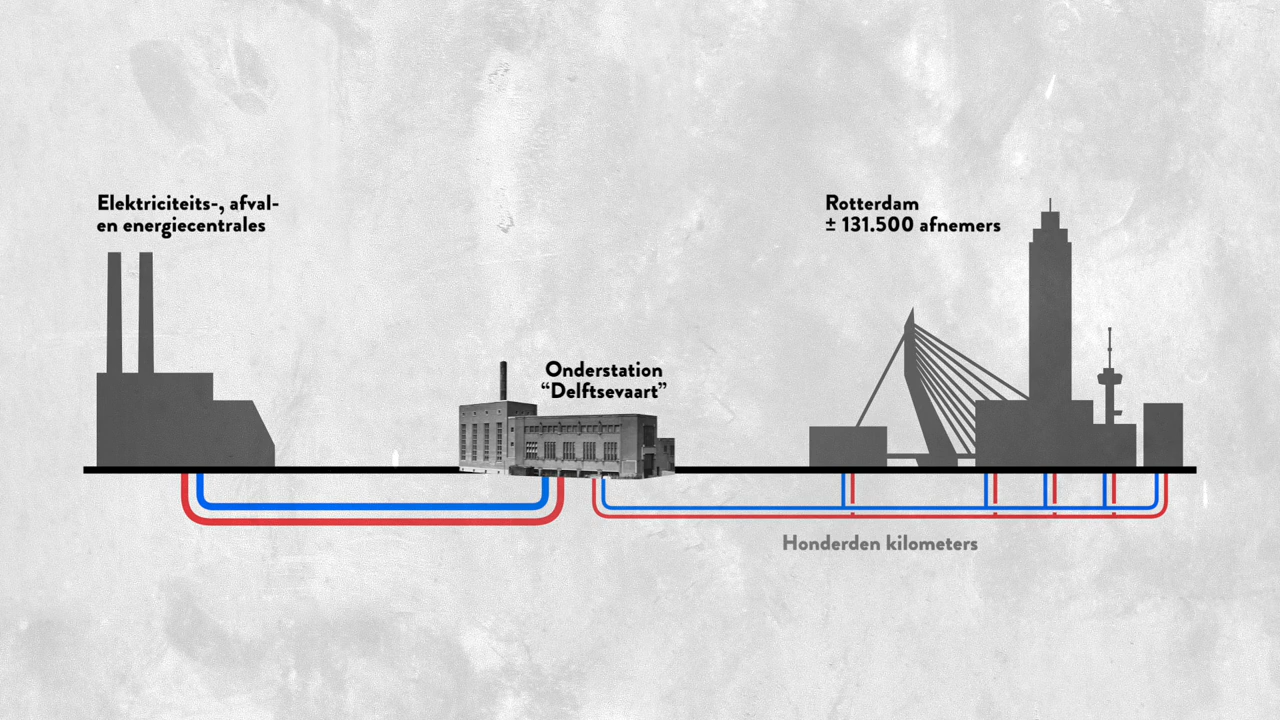 Elektriciteits-, afval-
en energiecentrales
Rotterdam
± 131.500 afnemers
Onderstation
“Delftsevaart”
Honderden kilometers